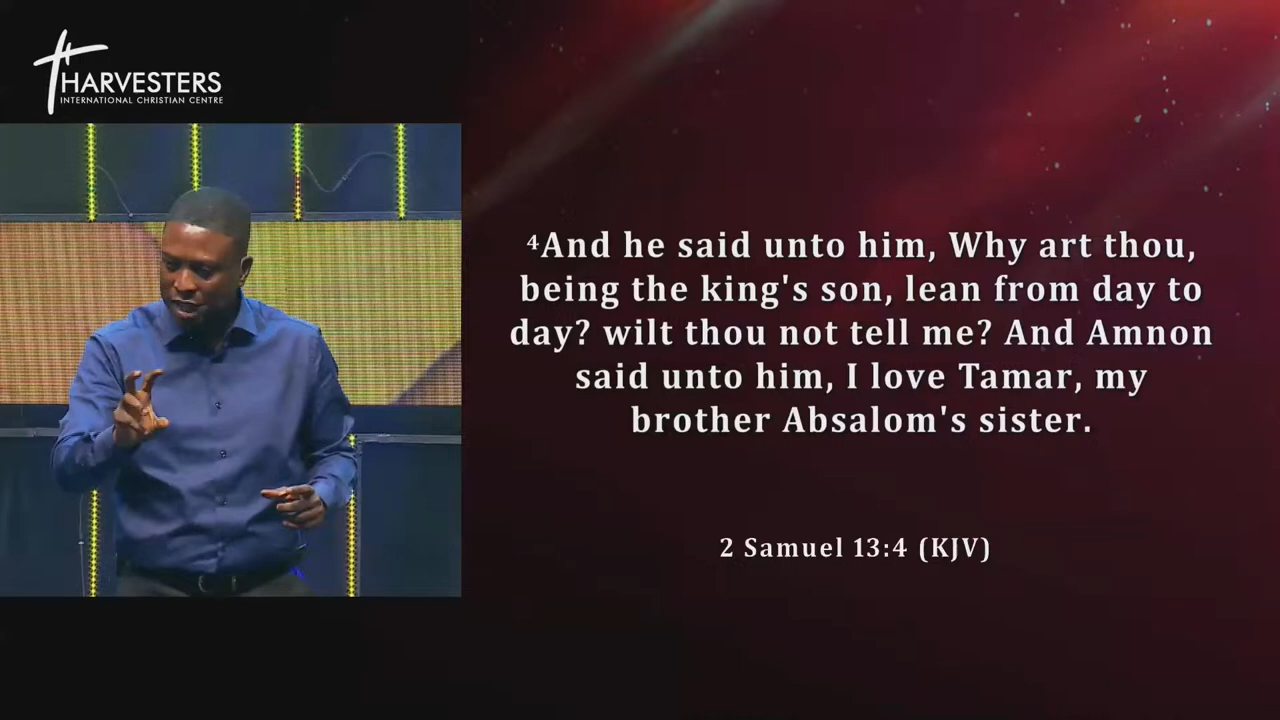 HARVESTERS
INTERNATIONAL CHRISTIAN CENTRE
⁴And he said unto him, Why art thou,
being the king's son, lean from day to
day? wilt thou not tell me? And Amnon
said unto him, I love Tamar, my
brother Absalom's sister.
2 Samuel 13:4 (KJV)